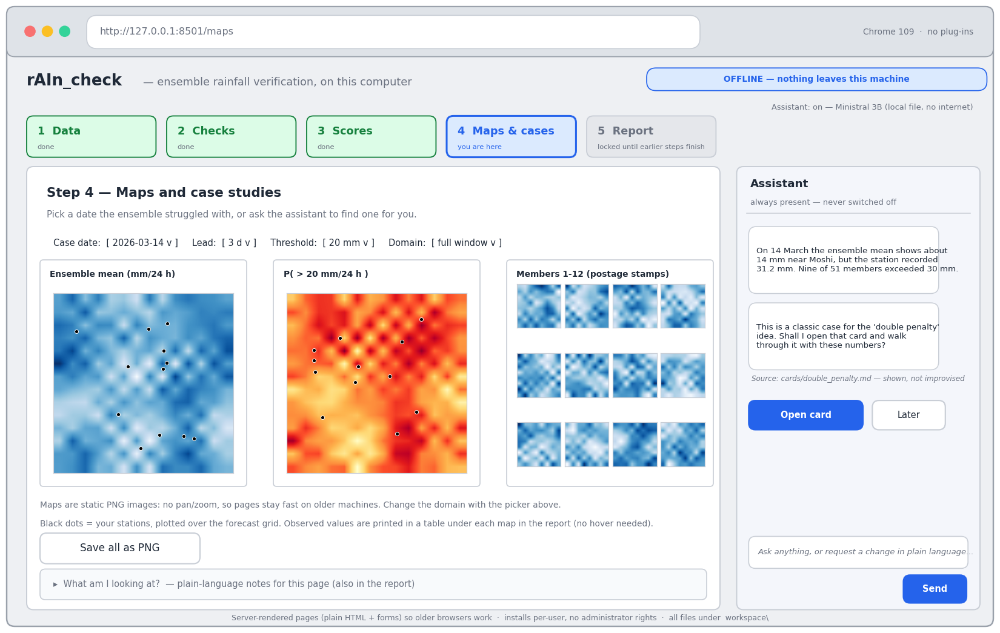 http://127.0.0.1:8501/maps
Chrome 109 · no plug-ins
rAIn_check — ensemble rainfall verification, on this computer
OFFLINE — nothing leaves this machine
Assistant: on — Ministral 3B (local file, no internet)
1 Data
done
2 Checks
done
3 Scores
done
4 Maps & cases
you are here
5 Report
locked until earlier steps finish
Step 4 — Maps and case studies
Pick a date the ensemble struggled with, or ask the assistant to find one for you.
Case date: [ 2026-03-14 v ] Lead: [ 3 d v ] Threshold: [ 20 mm v ] Domain: [ full window v ]
Ensemble mean (mm/24 h)
P( > 20 mm/24 h )
Members 1-12 (postage stamps)
Maps are static PNG images: no pan/zoom, so pages stay fast on older machines. Change the domain with the picker above.
Black dots = your stations, plotted over the forecast grid. Observed values are printed in a table under each map in the report (no hover needed).
Save all as PNG
▸ What am I looking at? — plain-language notes for this page (also in the report)
Assistant
always present — never switched off
On 14 March the ensemble mean shows about
14 mm near Moshi, but the station recorded
31.2 mm. Nine of 51 members exceeded 30 mm.
This is a classic case for the 'double penalty'
idea. Shall I open that card and walk
through it with these numbers?
Source: cards/double_penalty.md — shown, not improvised
Open card
Later
Ask anything, or request a change in plain language...
Send
Server-rendered pages (plain HTML + forms) so older browsers work · installs per-user, no administrator rights · all files under workspace\